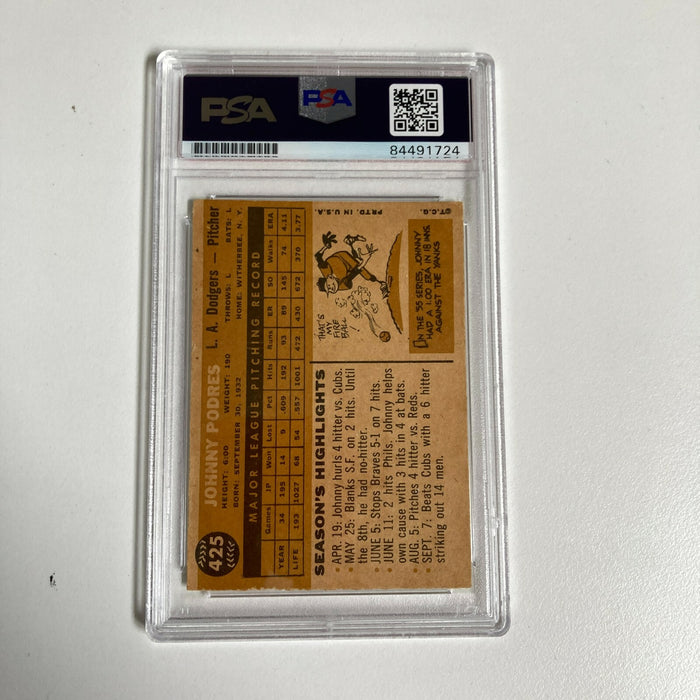 PSA
PSA
84491724
425
JOHNNY PODRES L. A. Dodgers — Pitcher
HEIGHT: 6:00 WEIGHT: 190 THROWS: L BATS: L
BORN: SEPTEMBER 30, 1932 HOME: WITHERBEE, N. Y.
MAJOR LEAGUE PITCHING RECORD
Games IP Won Lost Pct Hits Runs ER SO Walks ERA
YEAR 34 195 14 9 .609 192 93 89 145 74 4.11
LIFE 193 1027 68 54 .557 1001 472 430 672 370 3.77
SEASON'S HIGHLIGHTS
• APR. 19: Johnny hurls 4 hitter vs. Cubs.
• MAY 25: Blanks S.F. on 2 hits. Until
the 8th, he had no-hitter.
• JUNE 5: Stops Braves 5-1 on 7 hits.
• JUNE 11: 2 hits Phils. Johnny helps
own cause with 3 hits in 4 at bats.
• AUG. 5: Pitches 4 hitter vs. Reds.
• SEPT. 7: Beats Cubs with a 6 hitter
striking out 14 men.
THAT'S
MY
FIRE
BALL!
IN THE '55 SERIES, JOHNNY
HAD A 1.00 ERA IN 18 INNS.
AGAINST THE YANKS
©T.C.G. PRTD. IN U.S.A.